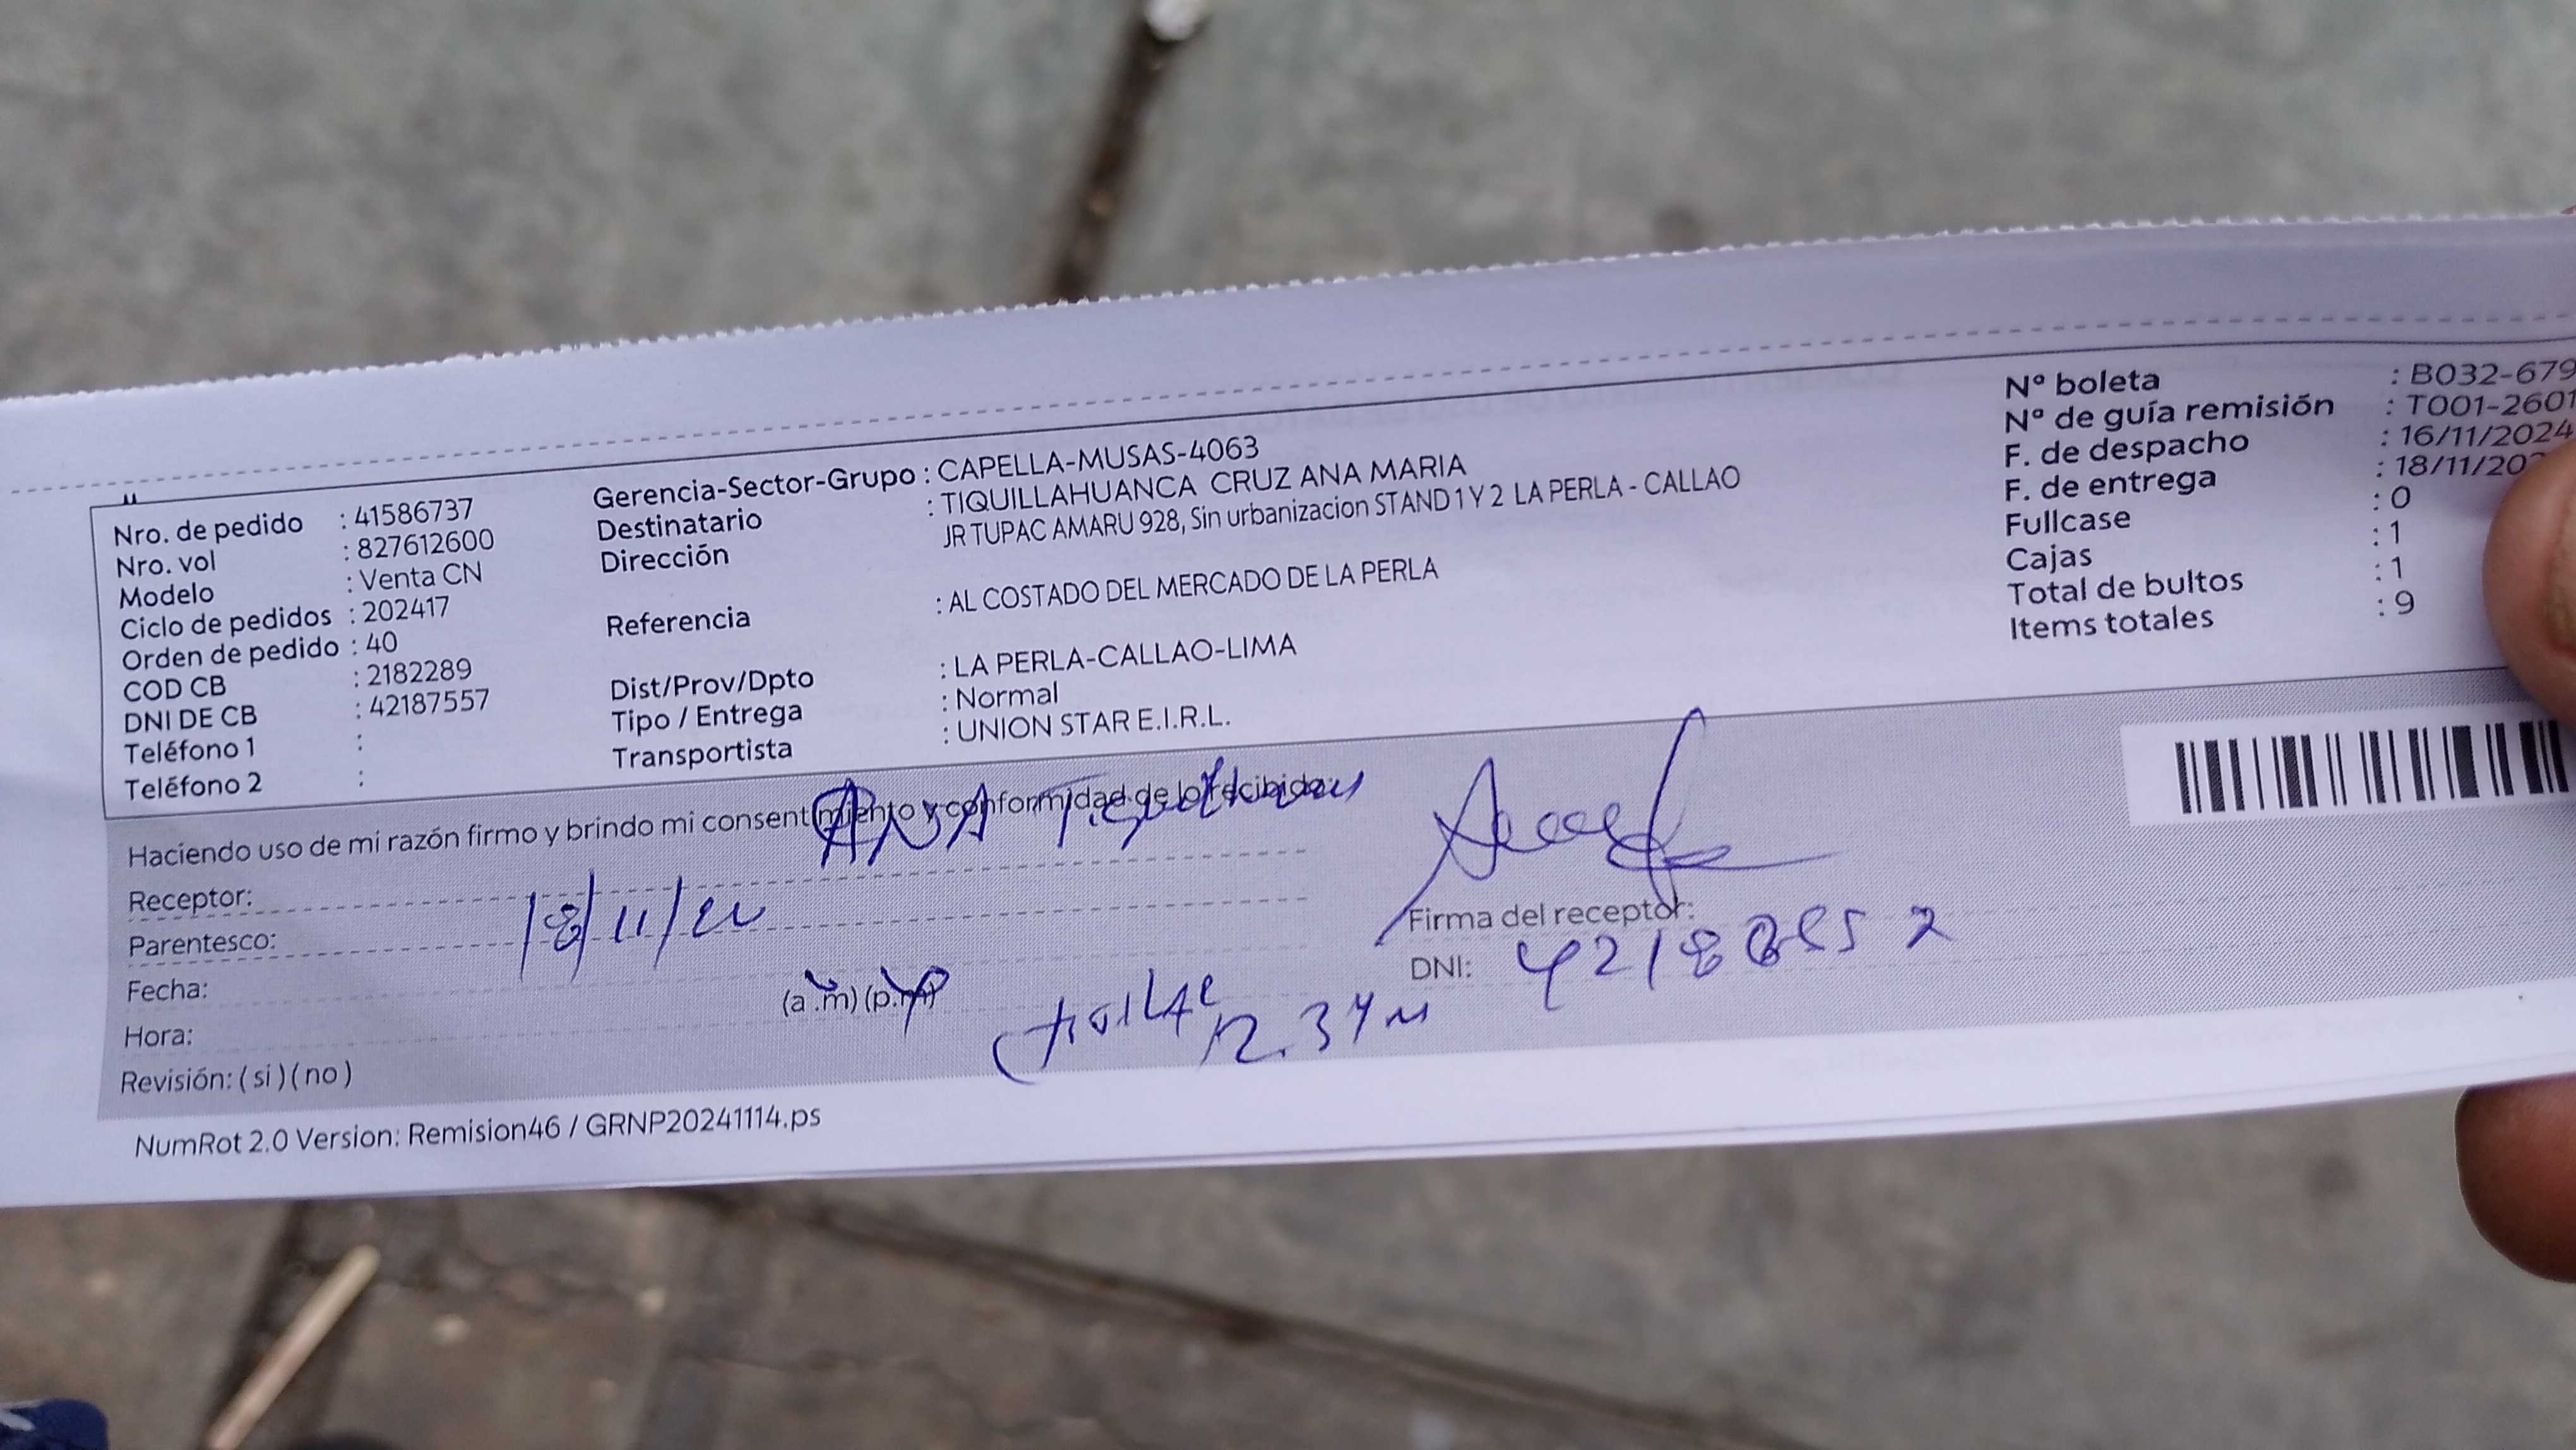 Nro. de pedido : 41586737
Nro. vol : 827612600
Modelo : Venta CN
Ciclo de pedidos : 202417
Orden de pedido : 40
COD CB : 2182289
DNI DE CB : 42187557
Teléfono 1 :
Teléfono 2 :
Gerencia-Sector-Grupo : CAPELLA-MUSAS-4063
Destinatario : TIQUILLAHUANCA CRUZ ANA MARIA
Dirección JR TUPAC AMARU 928, Sin urbanizacion STAND 1 Y 2 LA PERLA - CALLAO
Referencia : AL COSTADO DEL MERCADO DE LA PERLA
Dist/Prov/Dpto : LA PERLA-CALLAO-LIMA
Tipo / Entrega : Normal
Transportista : UNION STAR E.I.R.L.
Nº boleta : B032-679
Nº de guía remisión : T001-2601
F. de despacho : 16/11/2024
F. de entrega : 18/11/202
Fullcase : 0
Cajas : 1
Total de bultos : 1
Items totales : 9
Haciendo uso de mi razón firmo y brindo mi consentimiento y conformidad de lo recibido:
Receptor: ANA
Parentesco:
Fecha: 18/11/
Hora: (a.m) (p.m)
Revisión: ( si ) ( no )
12.34
Firma del receptor:
DNI:
NumRot 2.0 Version: Remision46 / GRNP20241114.ps